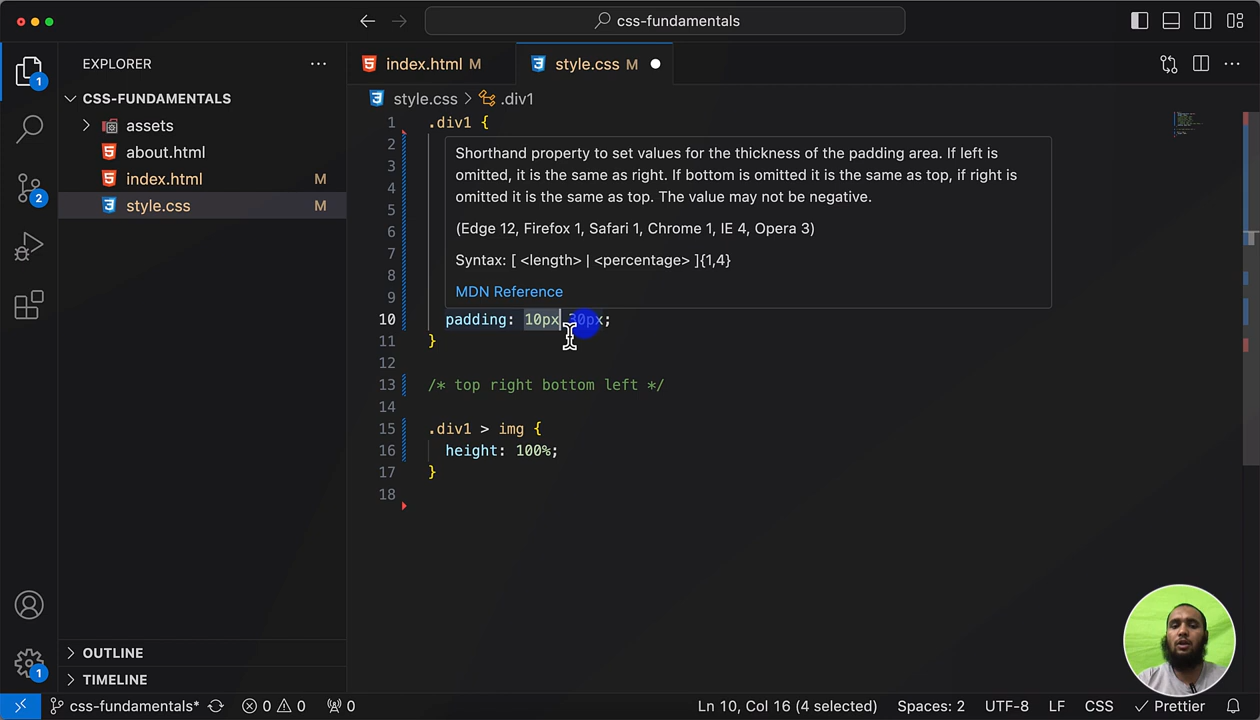 css-fundamentals
EXPLORER
index.html M
style.css M
CSS-FUNDAMENTALS
style.css > .div1
assets
about.html
index.html M
style.css M
1 .div1 {
2
3
4
5
6
7
8
9
Shorthand property to set values for the thickness of the padding area. If left is
omitted, it is the same as right. If bottom is omitted it is the same as top, if right is
omitted it is the same as top. The value may not be negative.
(Edge 12, Firefox 1, Safari 1, Chrome 1, IE 4, Opera 3)
Syntax: [ <length> | <percentage> ]{1,4}
MDN Reference
10 padding: 10px 30px;
11 }
12
13 /* top right bottom left */
14
15 .div1 > img {
16 height: 100%;
17 }
18
1
2
1
OUTLINE
TIMELINE
css-fundamentals* 0 0 0 Ln 10, Col 16 (4 selected) Spaces: 2 UTF-8 LF CSS Prettier